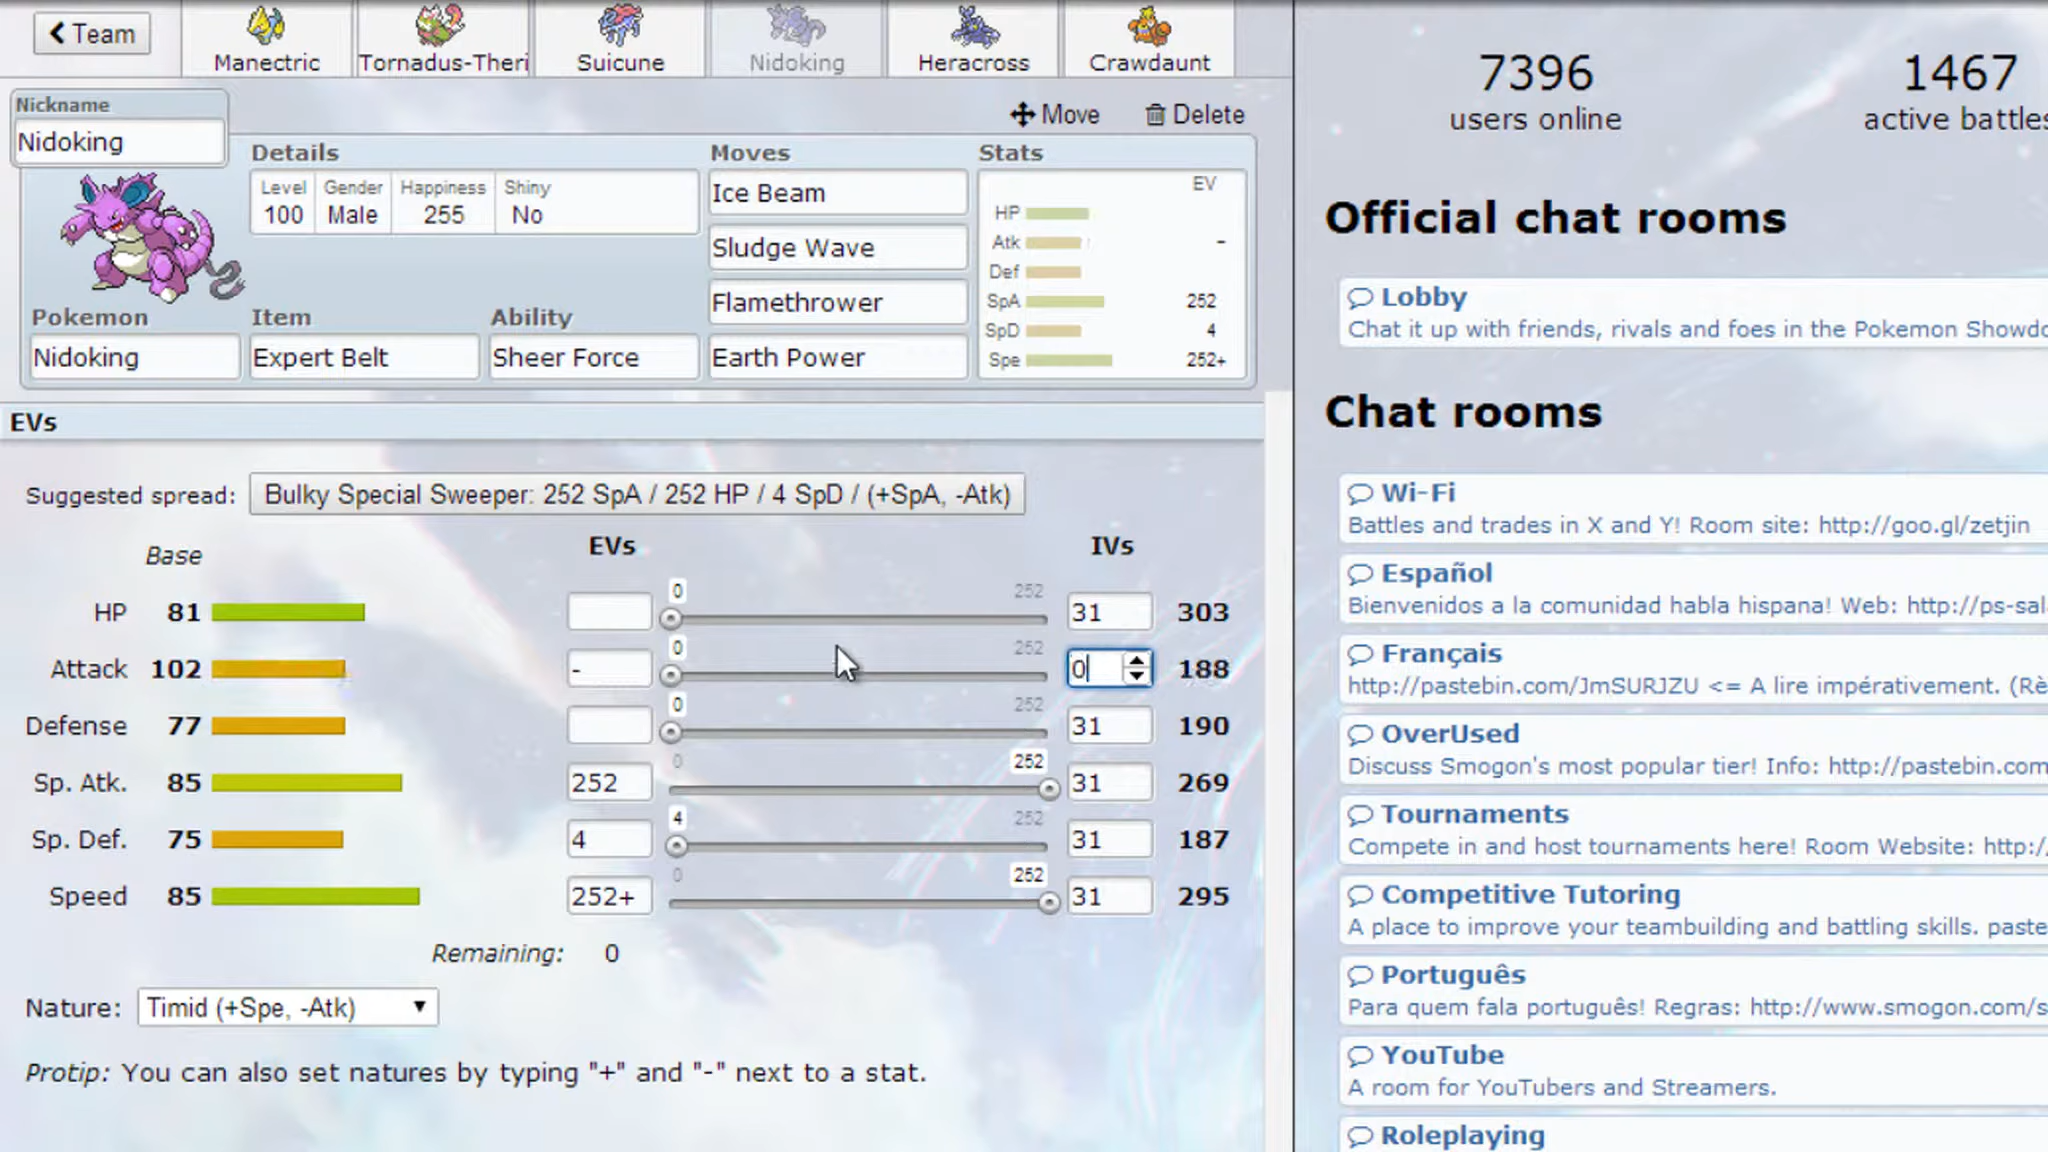 Team
Manectric
Tornadus-Theri
Suicune
Nidoking
Heracross
Crawdaunt
Nickname
Nidoking
Move
Delete
Details
Level Gender Happiness Shiny
100 Male 255 No
Pokemon
Nidoking
Item
Expert Belt
Ability
Sheer Force
Moves
Ice Beam
Sludge Wave
Flamethrower
Earth Power
Stats
EV
HP
Atk -
Def
SpA 252
SpD 4
Spe 252+
EVs
Suggested spread: Bulky Special Sweeper: 252 SpA / 252 HP / 4 SpD / (+SpA, -Atk)
Base EVs IVs
0 252
HP 81 31 303
0 252
Attack 102 - 0 188
0 252
Defense 77 31 190
0 252
Sp. Atk. 85 252 31 269
4 252
Sp. Def. 75 4 31 187
0 252
Speed 85 252+ 31 295
Remaining: 0
Nature: Timid (+Spe, -Atk)
Protip: You can also set natures by typing "+" and "-" next to a stat.
7396
users online
1467
active battles
Official chat rooms
Lobby
Chat it up with friends, rivals and foes in the Pokemon Showdo
Chat rooms
Wi-Fi
Battles and trades in X and Y! Room site: http://goo.gl/zetjin
Español
Bienvenidos a la comunidad habla hispana! Web: http://ps-sal
Français
http://pastebin.com/JmSURJZU <= A lire impérativement. (Rè
OverUsed
Discuss Smogon's most popular tier! Info: http://pastebin.com
Tournaments
Compete in and host tournaments here! Room Website: http:/
Competitive Tutoring
A place to improve your teambuilding and battling skills. paste
Português
Para quem fala português! Regras: http://www.smogon.com/s
YouTube
A room for YouTubers and Streamers.
Roleplaying